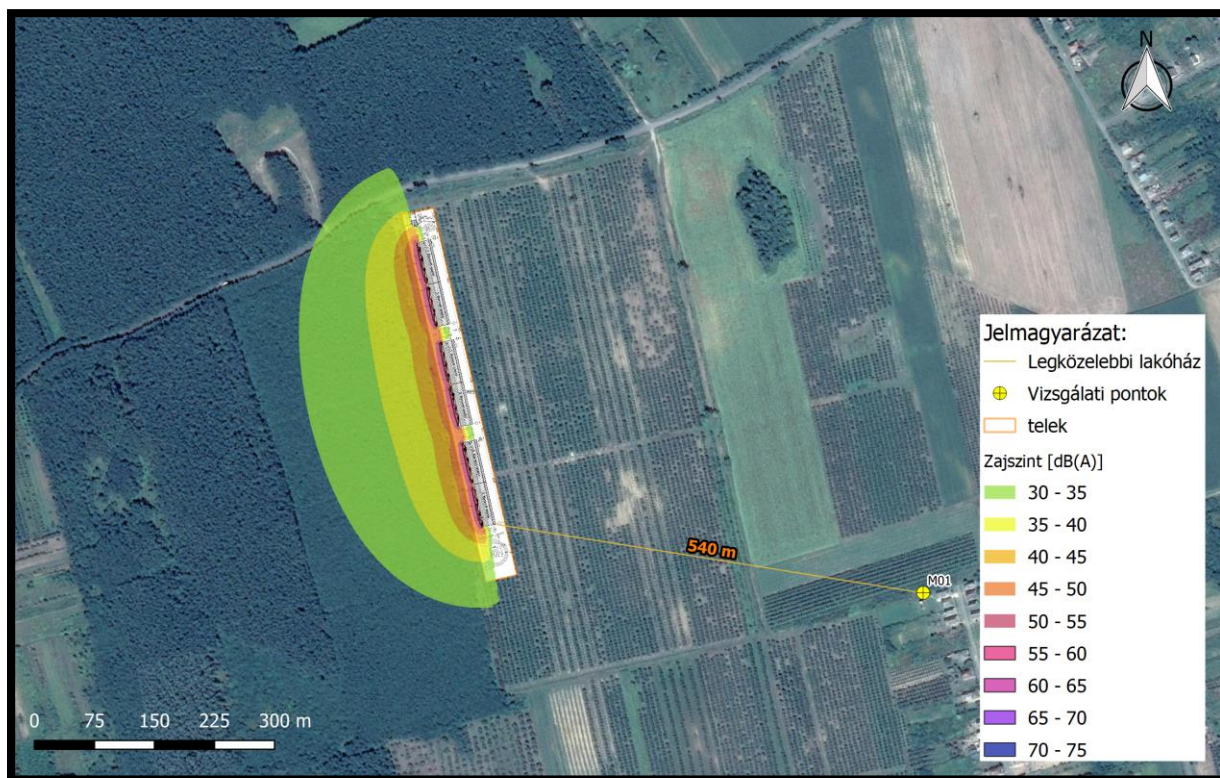 N
Jelmagyarázat:
Legközelebbi lakóház
Vizsgálati pontok
telek
Zajszint [dB(A)]
30 - 35
35 - 40
40 - 45
45 - 50
50 - 55
55 - 60
60 - 65
65 - 70
70 - 75
540 m
M01
0 75 150 225 300 m